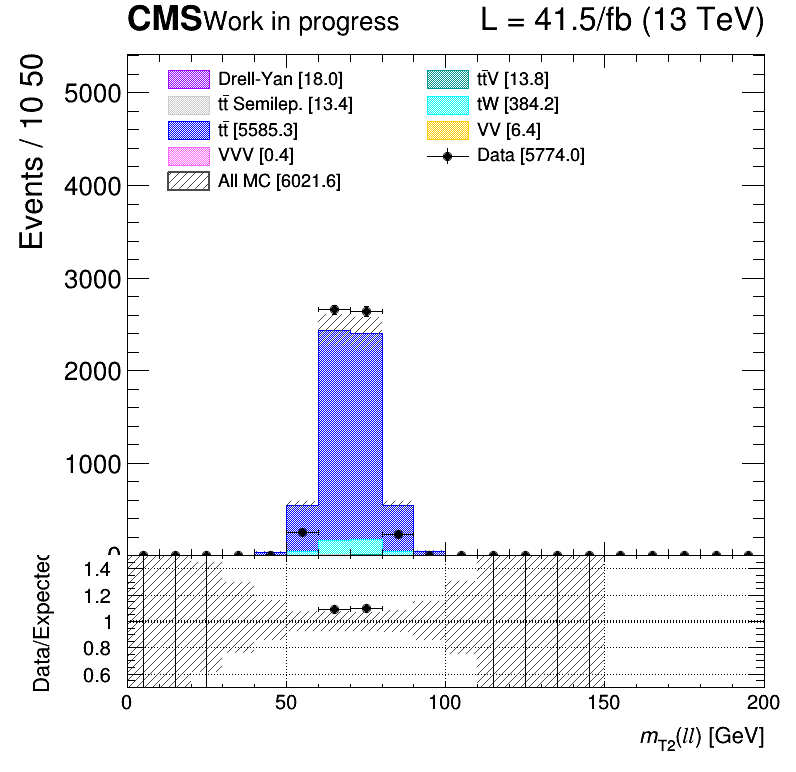 CMS Work in progress L = 41.5/fb (13 TeV)
Events / 10 50
Drell-Yan [18.0]
tt̄ Semilep. [13.4]
tt̄ [5585.3]
VVV [0.4]
All MC [6021.6]
tt̄V [13.8]
tW [384.2]
VV [6.4]
Data [5774.0]
5000
4000
3000
2000
1000
0
Data/Expected
1.4
1.2
1
0.8
0.6
0 50 100 150 200
m_T2(ll) [GeV]